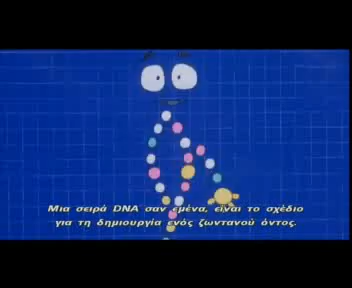 Μια σειρά DNA σαν εμένα, είναι το σχέδιο
για τη δημιουργία ενός ζωντανού όντος.